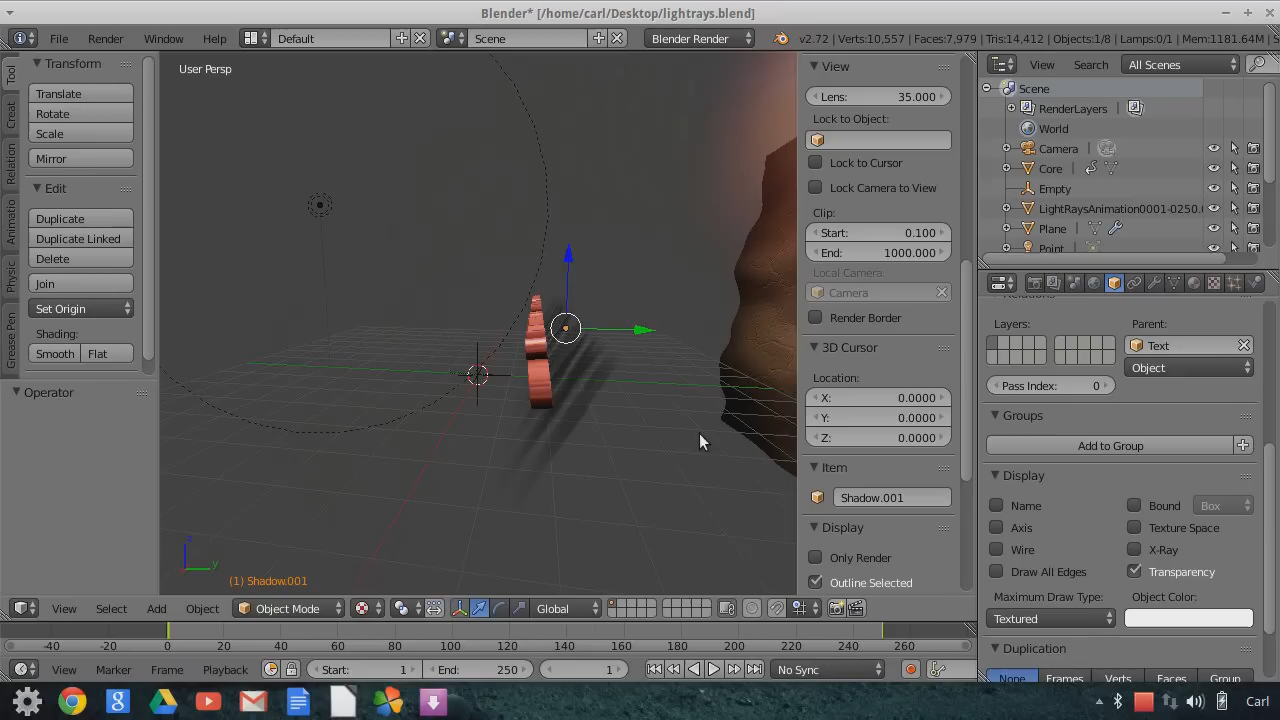 Blender* [/home/carl/Desktop/lightrays.blend]
File Render Window Help Default Scene Blender Render v2.72 | Verts:10,557 | Faces:7,979 | Tris:14,412 | Objects:1/8 | Lamps:0/1 | Mem:1181.64M | S
Tool
Creat
Relation
Animatio
Physic
Grease Pen
Transform
Translate
Rotate
Scale
Mirror
Edit
Duplicate
Duplicate Linked
Delete
Join
Set Origin
Shading:
Smooth Flat
Operator
User Persp
z
y
(1) Shadow.001
View
Lens: 35.000
Lock to Object:
Lock to Cursor
Lock Camera to View
Clip:
Start: 0.100
End: 1000.000
Local Camera:
Camera
Render Border
3D Cursor
Location:
X: 0.0000
Y: 0.0000
Z: 0.0000
Item
Shadow.001
Display
Only Render
Outline Selected
View Search All Scenes
Scene
RenderLayers
World
Camera
Core
Empty
LightRaysAnimation0001-0250.
Plane
Point
Relations
Layers: Parent:
Text
Object
Pass Index: 0
Groups
Add to Group
Display
Name Bound Box
Axis Texture Space
Wire X-Ray
Draw All Edges Transparency
Maximum Draw Type: Object Color:
Textured
Duplication
None Frames Verts Faces Group
View Select Add Object Object Mode Global
-40 -20 0 20 40 60 80 100 120 140 160 180 200 220 240 260
View Marker Frame Playback Start: 1 End: 250 1 No Sync
Carl